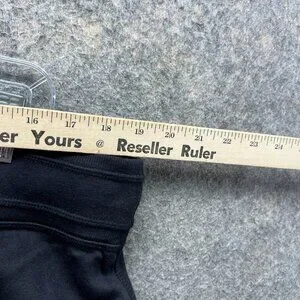 16 17 18 19 20 21 22 23 24
er Yours @ Reseller Ruler